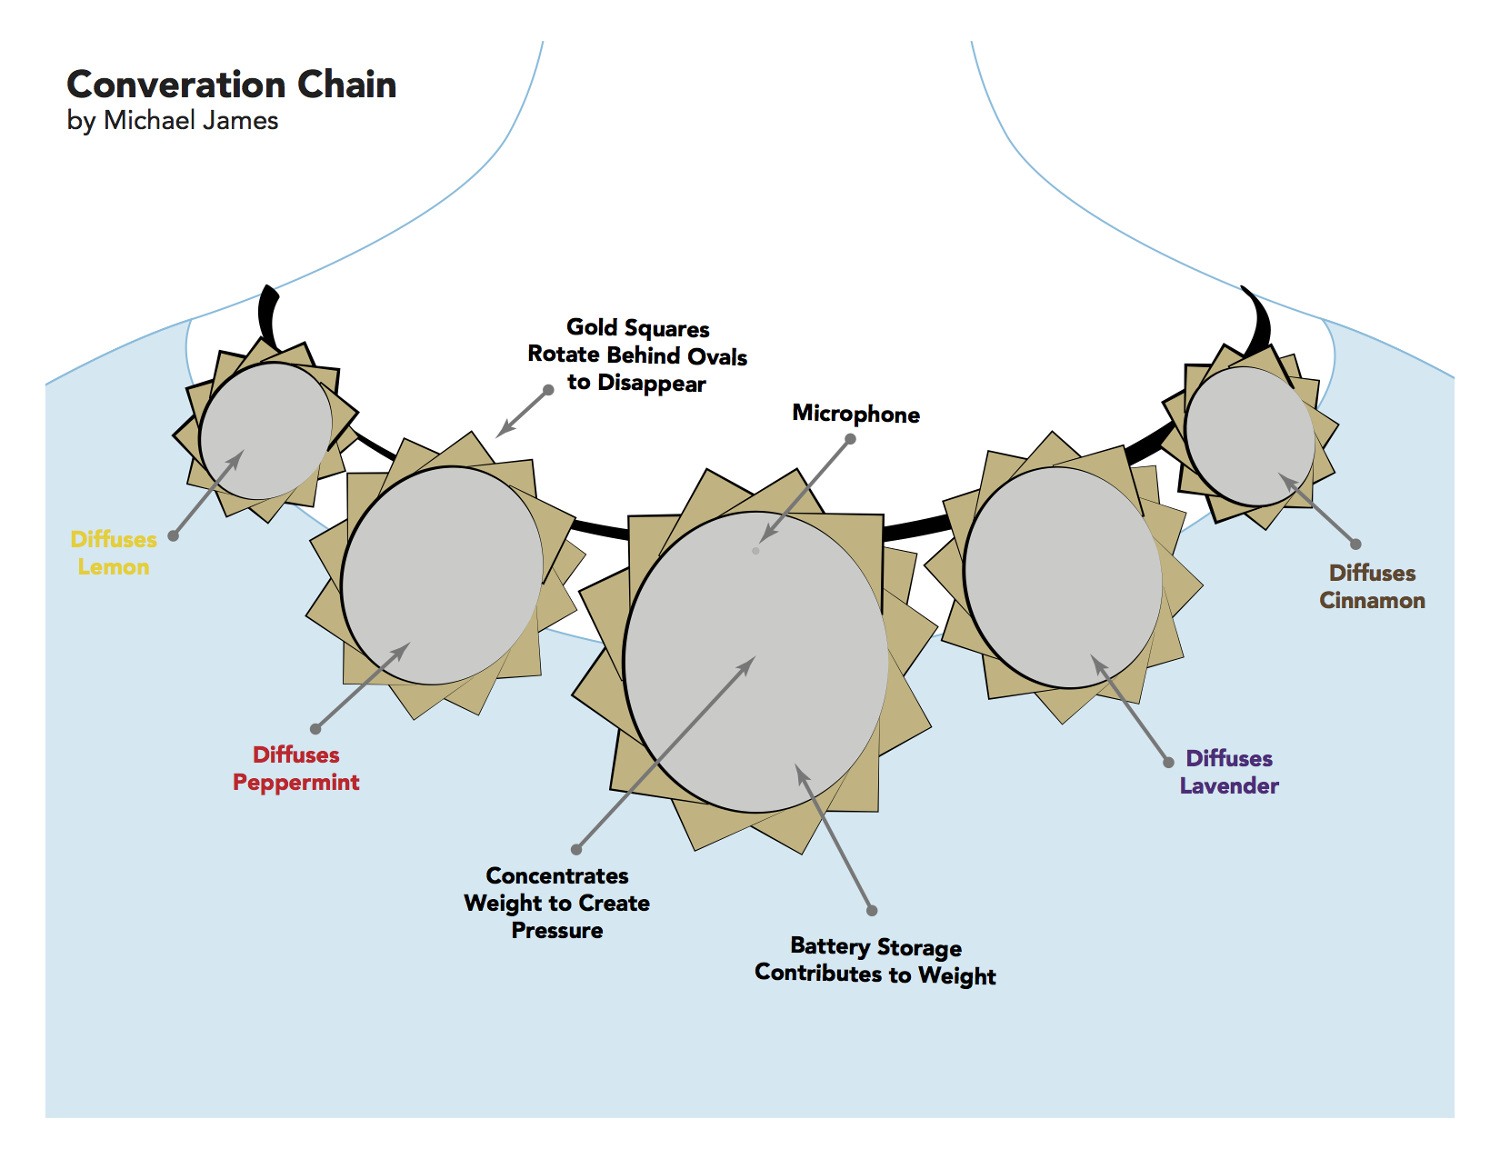 Converation Chain
by Michael James
Gold Squares
Rotate Behind Ovals
to Disappear
Microphone
Diffuses
Lemon
Diffuses
Cinnamon
Diffuses
Peppermint
Diffuses
Lavender
Concentrates
Weight to Create
Pressure
Battery Storage
Contributes to Weight